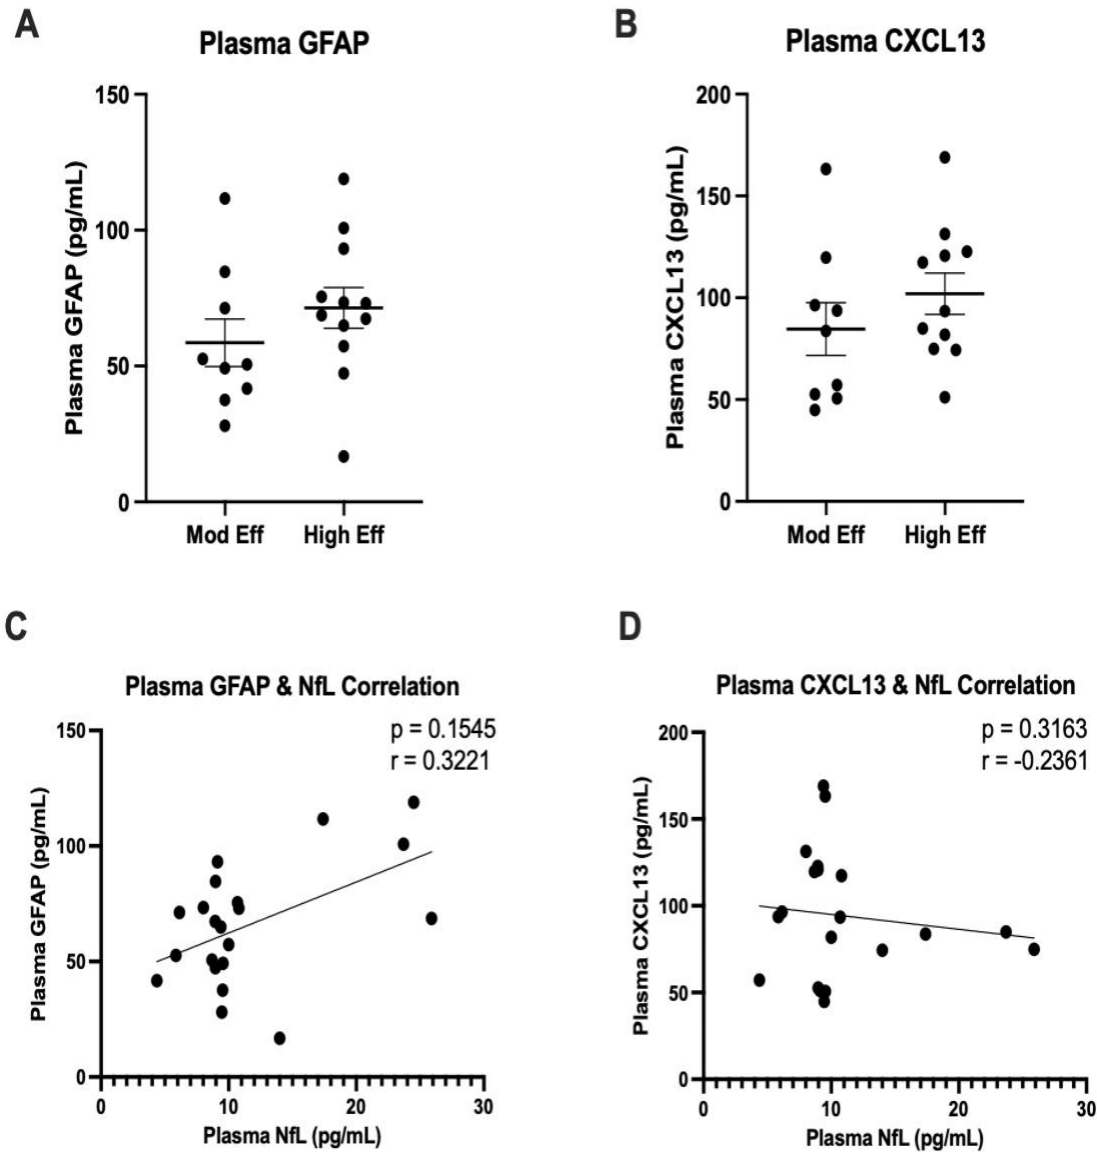 A
Plasma GFAP
Plasma GFAP (pg/mL)
150
100
50
0
Mod Eff
High Eff
B
Plasma CXCL13
Plasma CXCL13 (pg/mL)
200
150
100
50
0
Mod Eff
High Eff
C
Plasma GFAP & NfL Correlation
p = 0.1545
r = 0.3221
Plasma GFAP (pg/mL)
150
100
50
0
0
10
20
30
Plasma NfL (pg/mL)
D
Plasma CXCL13 & NfL Correlation
p = 0.3163
r = -0.2361
Plasma CXCL13 (pg/mL)
200
150
100
50
0
0
10
20
30
Plasma NfL (pg/mL)